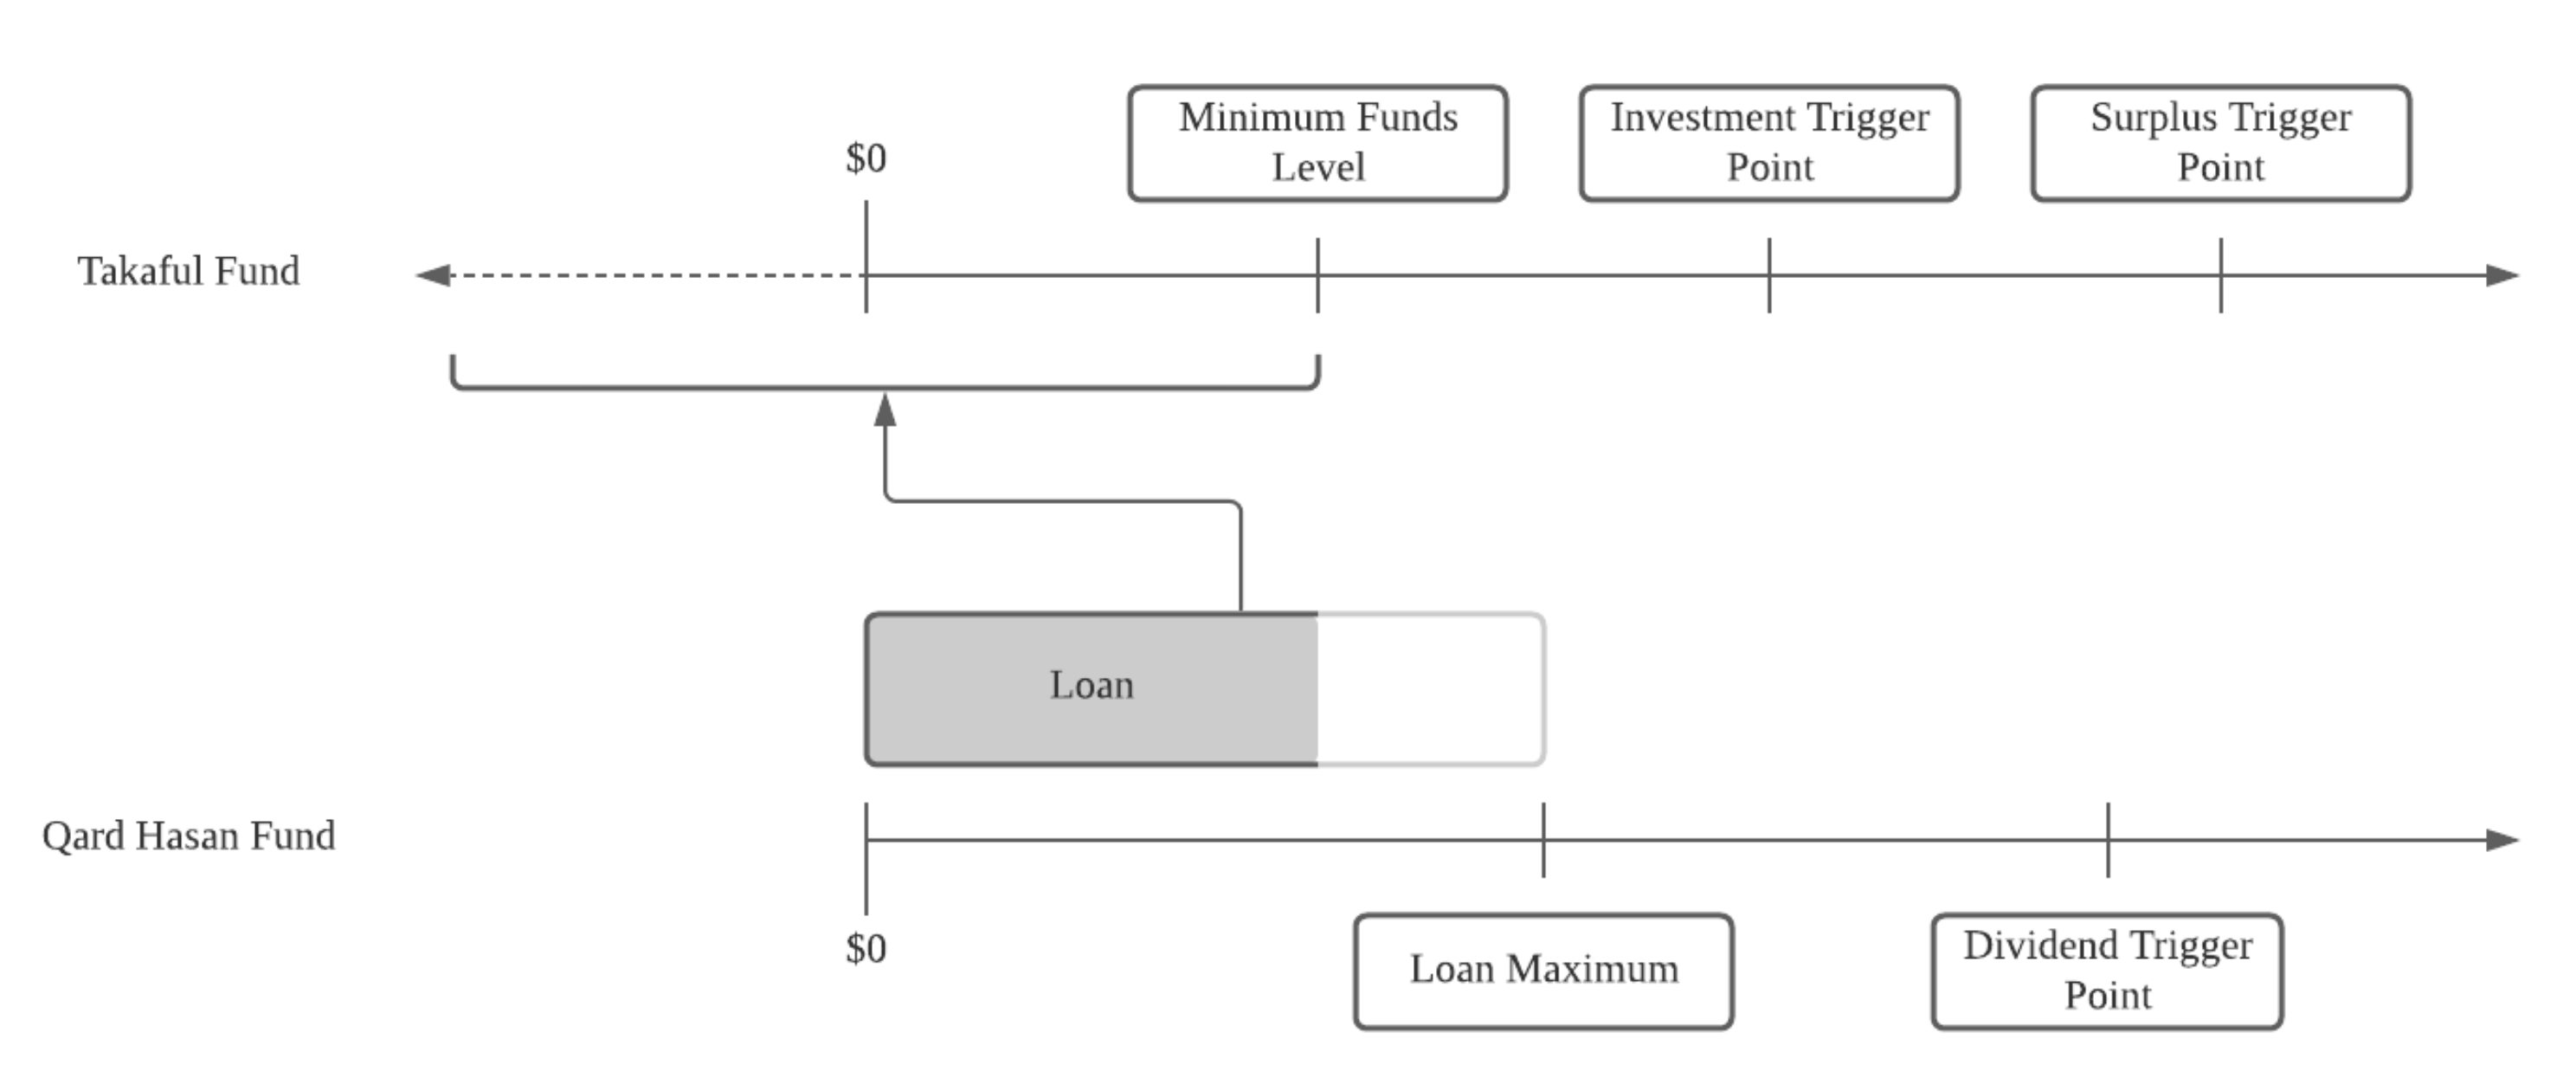 Minimum Funds
Level
Investment Trigger
Point
Surplus Trigger
Point
$0
Takaful Fund
Loan
Qard Hasan Fund
$0
Loan Maximum
Dividend Trigger
Point